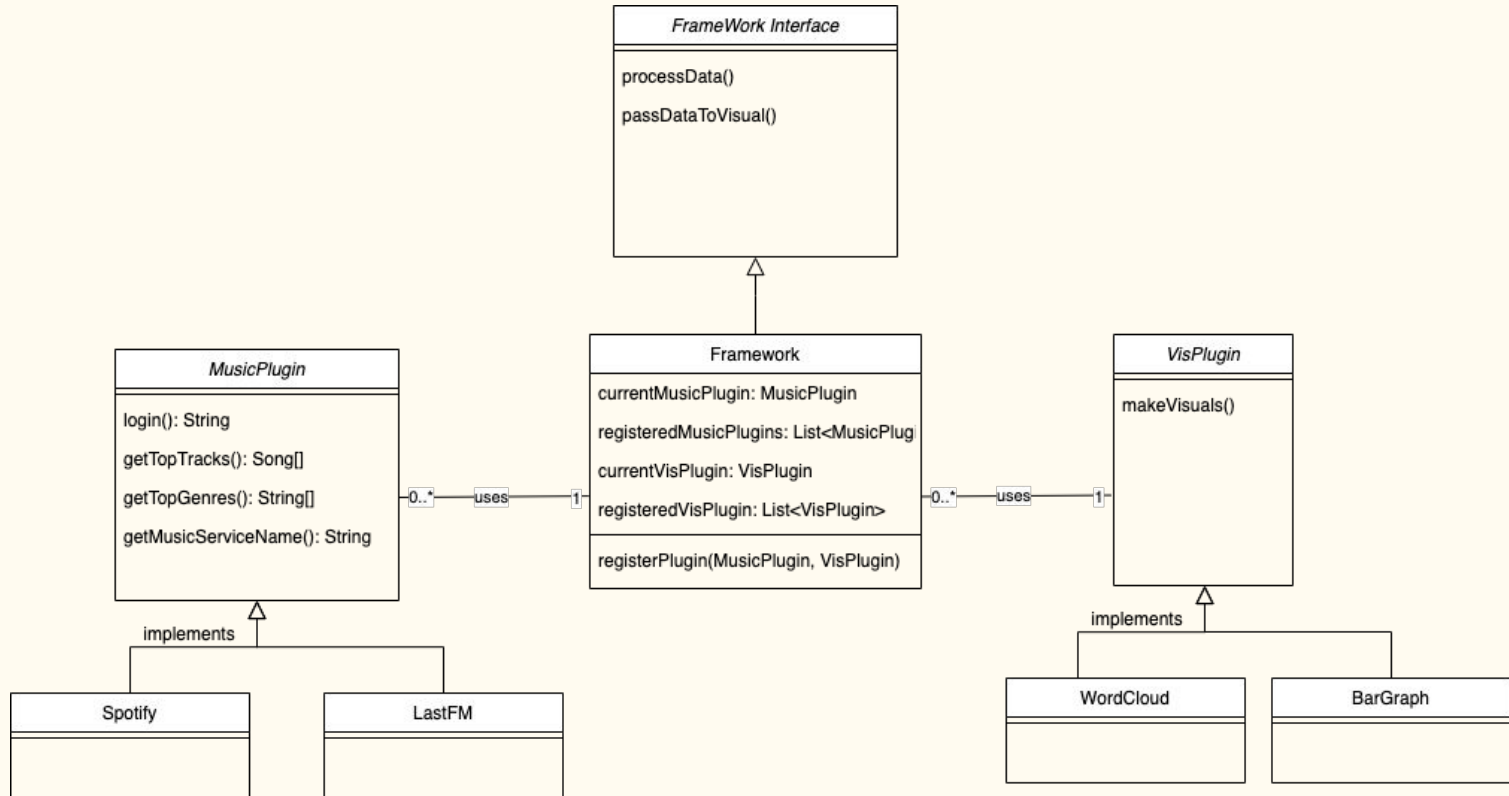 FrameWork Interface
processData()
passDataToVisual()
MusicPlugin
login(): String
getTopTracks(): Song[]
getTopGenres(): String[]
getMusicServiceName(): String
0..*
uses
1
Framework
currentMusicPlugin: MusicPlugin
registeredMusicPlugins: List<MusicPlugi
currentVisPlugin: VisPlugin
registeredVisPlugin: List<VisPlugin>
registerPlugin(MusicPlugin, VisPlugin)
0..*
uses
1
VisPlugin
makeVisuals()
implements
Spotify
LastFM
implements
WordCloud
BarGraph